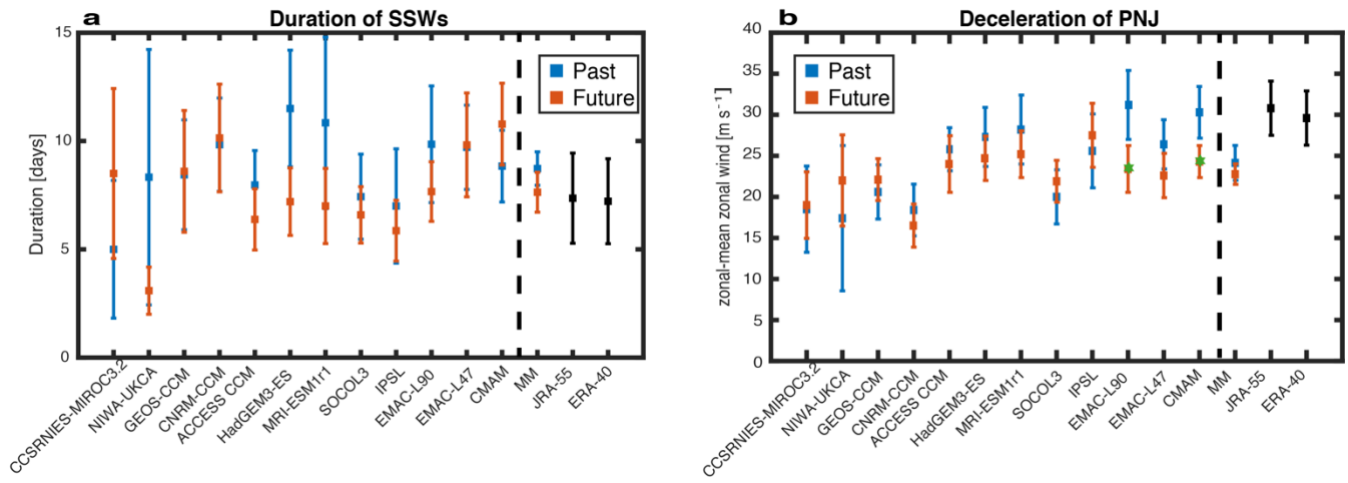 a
Duration of SSWs
15
10
5
0
Duration [days]
Past
Future
CCSRNIES-MIROC3.2
NIWA-UKCA
GEOS-CCM
CNRM-CCM
ACCESS CCM
HadGEM3-ES
MRI-ESM1r1
SOCOL3
IPSL
EMAC-L90
EMAC-L47
CMAM
MM
JRA-55
ERA-40
b
Deceleration of PNJ
40
35
30
25
20
15
10
5
0
zonal-mean zonal wind [m s⁻¹]
Past
Future
CCSRNIES-MIROC3.2
NIWA-UKCA
GEOS-CCM
CNRM-CCM
ACCESS CCM
HadGEM3-ES
MRI-ESM1r1
SOCOL3
IPSL
EMAC-L90
EMAC-L47
CMAM
MM
JRA-55
ERA-40